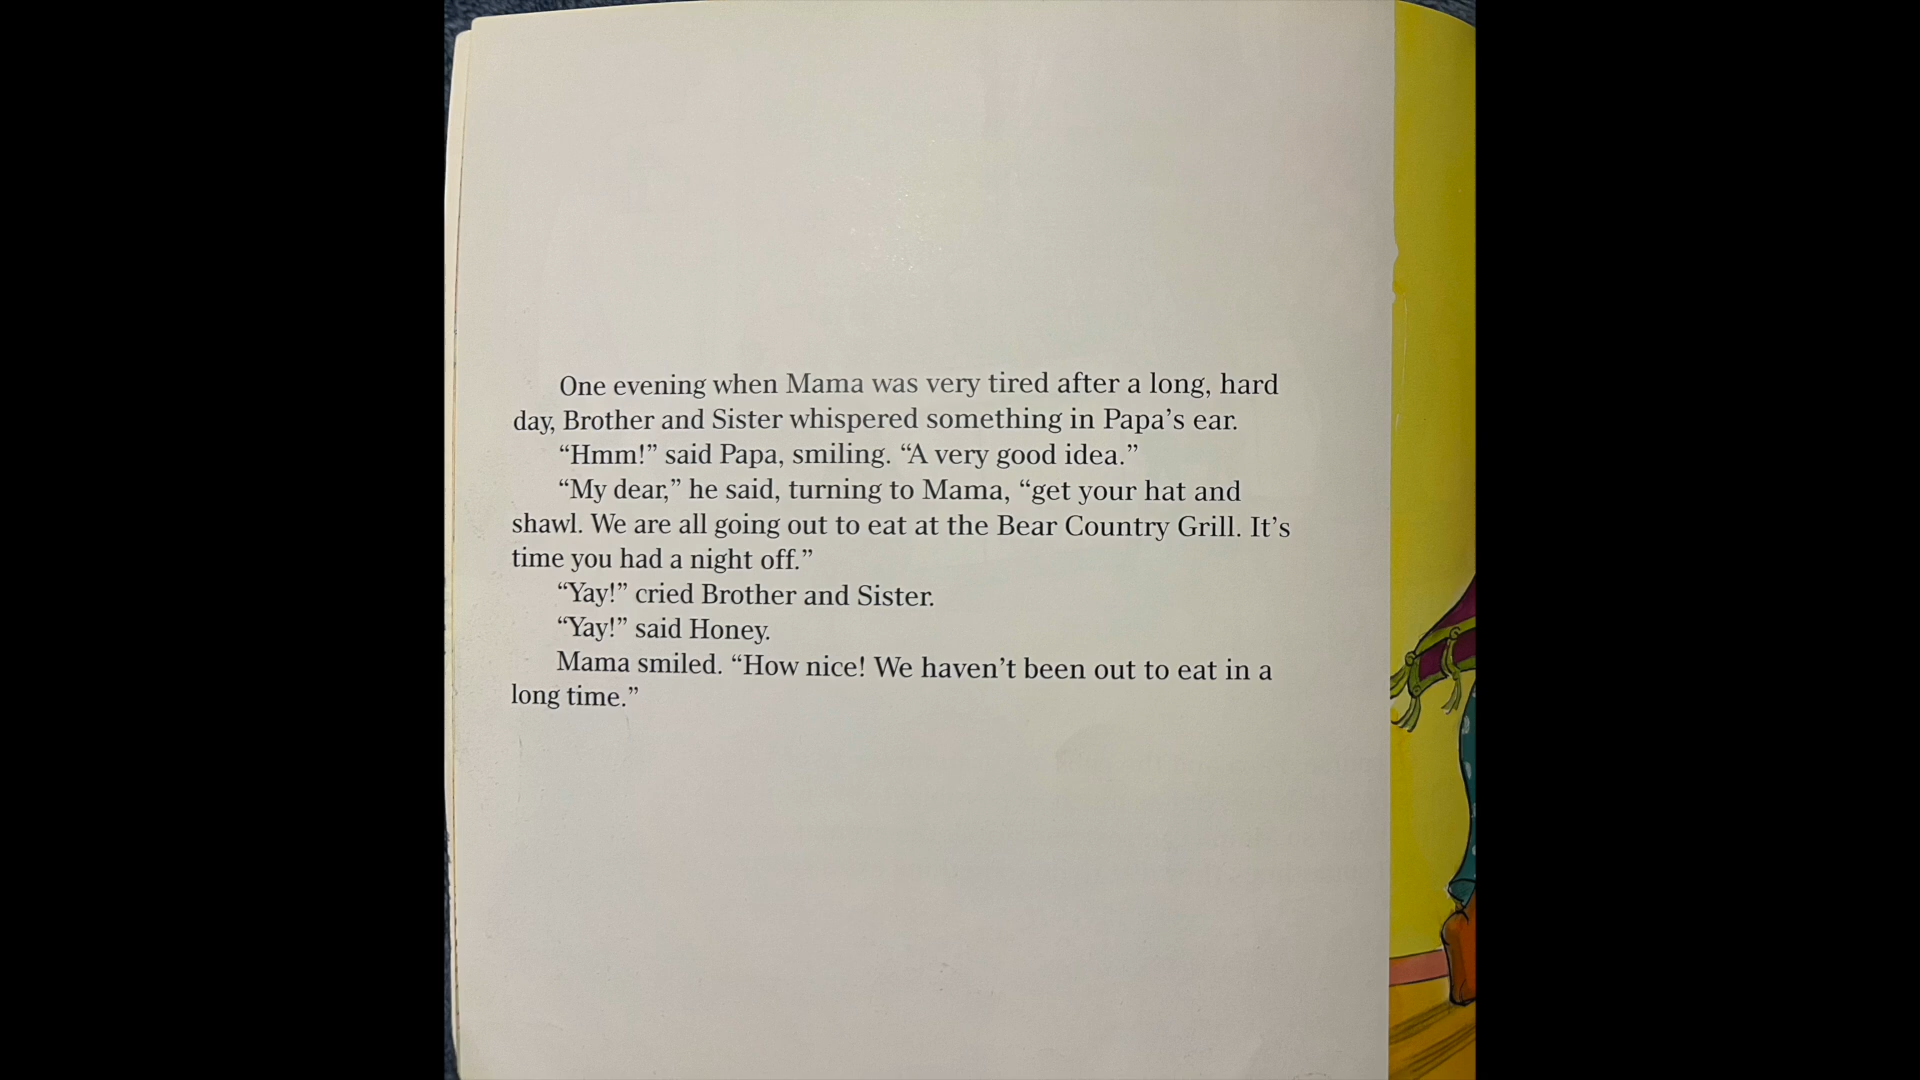 One evening when Mama was very tired after a long, hard
day, Brother and Sister whispered something in Papa’s ear.
“Hmm!” said Papa, smiling. “A very good idea.”
“My dear,” he said, turning to Mama, “get your hat and
shawl. We are all going out to eat at the Bear Country Grill. It’s
time you had a night off.”
“Yay!” cried Brother and Sister.
“Yay!” said Honey.
Mama smiled. “How nice! We haven’t been out to eat in a
long time.”